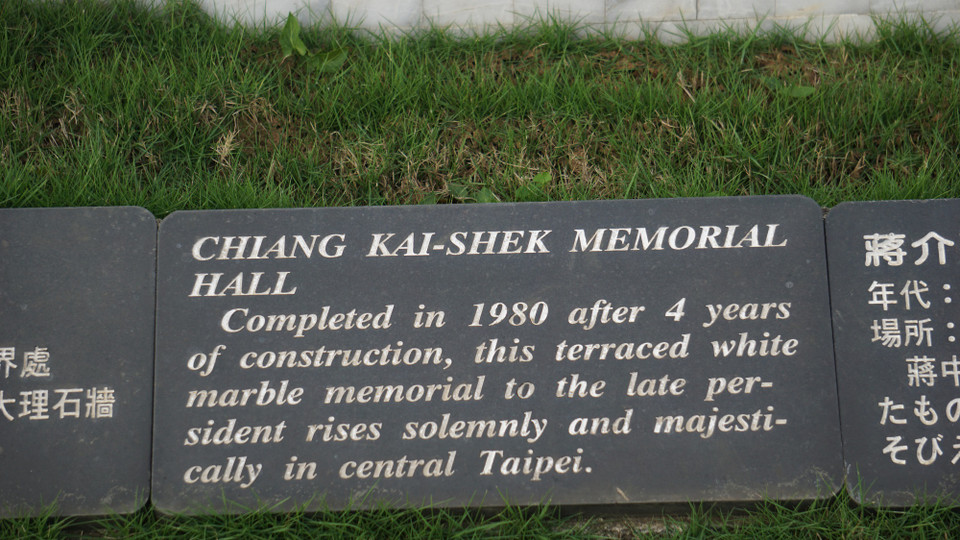 界處
大理石牆
CHIANG KAI-SHEK MEMORIAL
HALL
Completed in 1980 after 4 years
of construction, this terraced white
marble memorial to the late per-
sident rises solemnly and majesti-
cally in central Taipei.
蔣介
年代：
場所：
蔣中
たもの
そびえ